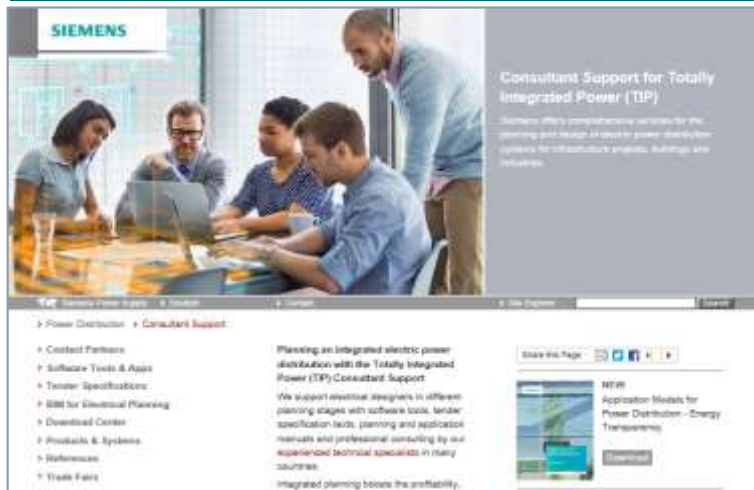 SIEMENS
Consultant Support for Totally
Integrated Power (TIP)
Siemens offers comprehensive services for the
planning and design of electric power distribution
systems for infrastructure projects, buildings and
industries.
Siemens Power Supply
Contact
Site Explorer
Search
Power Distribution
Consultant Support
Contact Partners
Software Tools & Apps
Tender Specifications
BIM for Electrical Planning
Download Center
Products & Systems
References
Trade Fairs
Planning an integrated electric power
distribution with the Totally Integrated
Power (TIP) Consultant Support
We support electrical designers in different
planning stages with software tools, tender
specification texts, planning and application
manuals and professional consulting by our
experienced technical specialists in many
countries.
Integrated planning boosts the profitability,
Share this Page:
NEW
Application Models for
Power Distribution - Energy
Transparency
Download